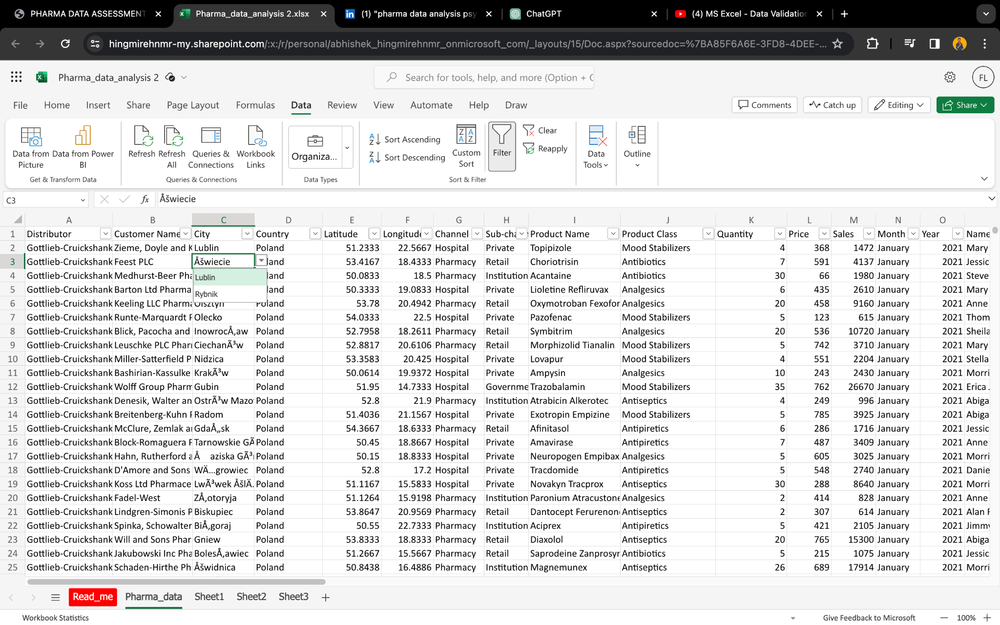 PHARMA DATA ASSESSMENT
Pharma_data_analysis 2.xlsx
(1) "pharma data analysis psy
ChatGPT
(4) MS Excel - Data Validation
hingmirehnmr-my.sharepoint.com/:x:/r/personal/abhishek_hingmirehnmr_onmicrosoft_com/_layouts/15/Doc.aspx?sourcedoc=%7BA85F6A6E-3FD8-4DEE-...
Pharma_data_analysis 2
Search for tools, help, and more (Option +
FL
File Home Insert Share Page Layout Formulas Data Review View Automate Help Draw
Comments Catch up Editing Share
Data from Picture
Data from Power BI
Refresh
Refresh All
Queries & Connections
Workbook Links
Organiza...
Sort Ascending
Sort Descending
Custom Sort
Filter
Clear
Reapply
Data Tools
Outline
Get & Transform Data
Queries & Connections
Data Types
Sort & Filter
C3 fx Åšwiecie
A B C D E F G H I J K L M N O
1 Distributor Customer Name City Country Latitude Longitude Channel Sub-cha Product Name Product Class Quantity Price Sales Month Year Name
2 Gottlieb-Cruickshank Zieme, Doyle and K Lublin Poland 51.2333 22.5667 Hospital Private Topipizole Mood Stabilizers 4 368 1472 January 2021 Mary
3 Gottlieb-Cruickshank Feest PLC Åšwiecie land 53.4167 18.4333 Pharmacy Retail Choriotrisin Antibiotics 7 591 4137 January 2021 Jessic
4 Gottlieb-Cruickshank Medhurst-Beer Pha Lublin land 50.0833 18.5 Pharmacy Institution Acantaine Antibiotics 30 66 1980 January 2021 Steve
5 Gottlieb-Cruickshank Barton Ltd Pharma Rybnik land 50.3333 19.0833 Hospital Private Lioletine Refliruvax Analgesics 6 435 2610 January 2021 Mary
6 Gottlieb-Cruickshank Keeling LLC Pharma Olsztyn Poland 53.78 20.4942 Pharmacy Retail Oxymotroban Fexofor Analgesics 20 458 9160 January 2021 Anne
7 Gottlieb-Cruickshank Runte-Marquardt P Olecko Poland 54.0333 22.5 Hospital Private Pazofenac Mood Stabilizers 5 123 615 January 2021 Thom
8 Gottlieb-Cruickshank Blick, Pacocha and InowrocÅ‚aw Poland 52.7958 18.2611 Pharmacy Retail Symbitrim Analgesics 20 536 10720 January 2021 Sheila
9 Gottlieb-Cruickshank Leuschke PLC Phar CiechanÃ³w Poland 52.8817 20.6106 Pharmacy Retail Morphizolid Tianalin Mood Stabilizers 5 742 3710 January 2021 Mary
10 Gottlieb-Cruickshank Miller-Satterfield P Nidzica Poland 53.3583 20.425 Hospital Private Lovapur Mood Stabilizers 4 551 2204 January 2021 Stella
11 Gottlieb-Cruickshank Bashirian-Kassulke KrakÃ³w Poland 50.0614 19.9372 Hospital Private Ampysin Analgesics 10 243 2430 January 2021 Morri
12 Gottlieb-Cruickshank Wolff Group Pharm Gubin Poland 51.95 14.7333 Hospital Governme Trazobalamin Mood Stabilizers 35 762 26670 January 2021 Erica
13 Gottlieb-Cruickshank Denesik, Walter an OstrÃ³w Mazo Poland 52.8 21.9 Pharmacy Institution Atrabicin Alkerotec Antiseptics 4 249 996 January 2021 Abiga
14 Gottlieb-Cruickshank Breitenberg-Kuhn P Radom Poland 51.4036 21.1567 Hospital Private Exotropin Empizine Mood Stabilizers 5 785 3925 January 2021 Abiga
15 Gottlieb-Cruickshank McClure, Zemlak a GdaÅ„sk Poland 54.3667 18.6333 Pharmacy Retail Afinitasol Antipiretics 6 286 1716 January 2021 Jessic
16 Gottlieb-Cruickshank Block-Romaguera P Tarnowskie GÃ Poland 50.45 18.8667 Hospital Private Amavirase Antipiretics 7 487 3409 January 2021 Anne
17 Gottlieb-Cruickshank Hahn, Rutherford a Å aziska GÃ³ Poland 50.15 18.8333 Hospital Private Neuropogen Empibax Analgesics 5 605 3025 January 2021 Morri
18 Gottlieb-Cruickshank D'Amore and Sons WÄ…growiec Poland 52.8 17.2 Hospital Private Tracdomide Antipiretics 5 548 2740 January 2021 Danie
19 Gottlieb-Cruickshank Koss Ltd Pharmace LwÃ³wek ÅšlÄ. Poland 51.1167 15.5833 Hospital Private Novakyn Tracprox Antiseptics 30 288 8640 January 2021 Morri
20 Gottlieb-Cruickshank Fadel-West ZÅ‚otoryja Poland 51.1264 15.9198 Pharmacy Institution Paronium Atracustone Analgesics 2 414 828 January 2021 Anne
21 Gottlieb-Cruickshank Lindgren-Simonis P Biskupiec Poland 53.8647 20.9569 Pharmacy Retail Dantocept Ferurenon Antiseptics 2 307 614 January 2021 Alan
22 Gottlieb-Cruickshank Spinka, Schowalter BiÅ‚goraj Poland 50.55 22.7333 Pharmacy Institution Aciprex Antipiretics 5 421 2105 January 2021 Jimmy
23 Gottlieb-Cruickshank Will and Sons Phar Gniew Poland 53.8333 18.8333 Pharmacy Retail Diaxolol Antiseptics 20 765 15300 January 2021 Abiga
24 Gottlieb-Cruickshank Jakubowski Inc Pha BolesÅ‚awiec Poland 51.2667 15.5667 Pharmacy Retail Saprodeine Zanprosyn Antibiotics 5 215 1075 January 2021 Jessic
25 Gottlieb-Cruickshank Schaden-Hirthe Ph Åšwidnica Poland 50.8438 16.4886 Pharmacy Institution Magnemunex Antiseptics 26 689 17914 January 2021 Morri
Read_me Pharma_data Sheet1 Sheet2 Sheet3
Workbook Statistics Give Feedback to Microsoft 100%